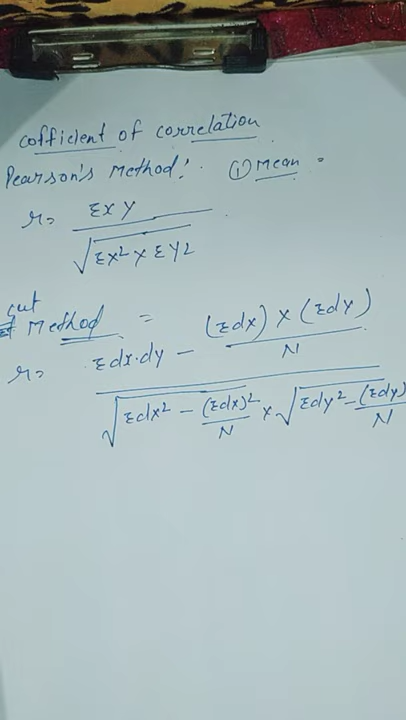 cofficient of correlation
Pearson's Method:. ① Mean
r = Σxy / √Σx² × Σy²
cut
Method =
r = Σdx.dy − (Σdx) × (Σdy) / N
√Σdx² − (Σdx)² / N × √Σdy² − (Σdy) / N